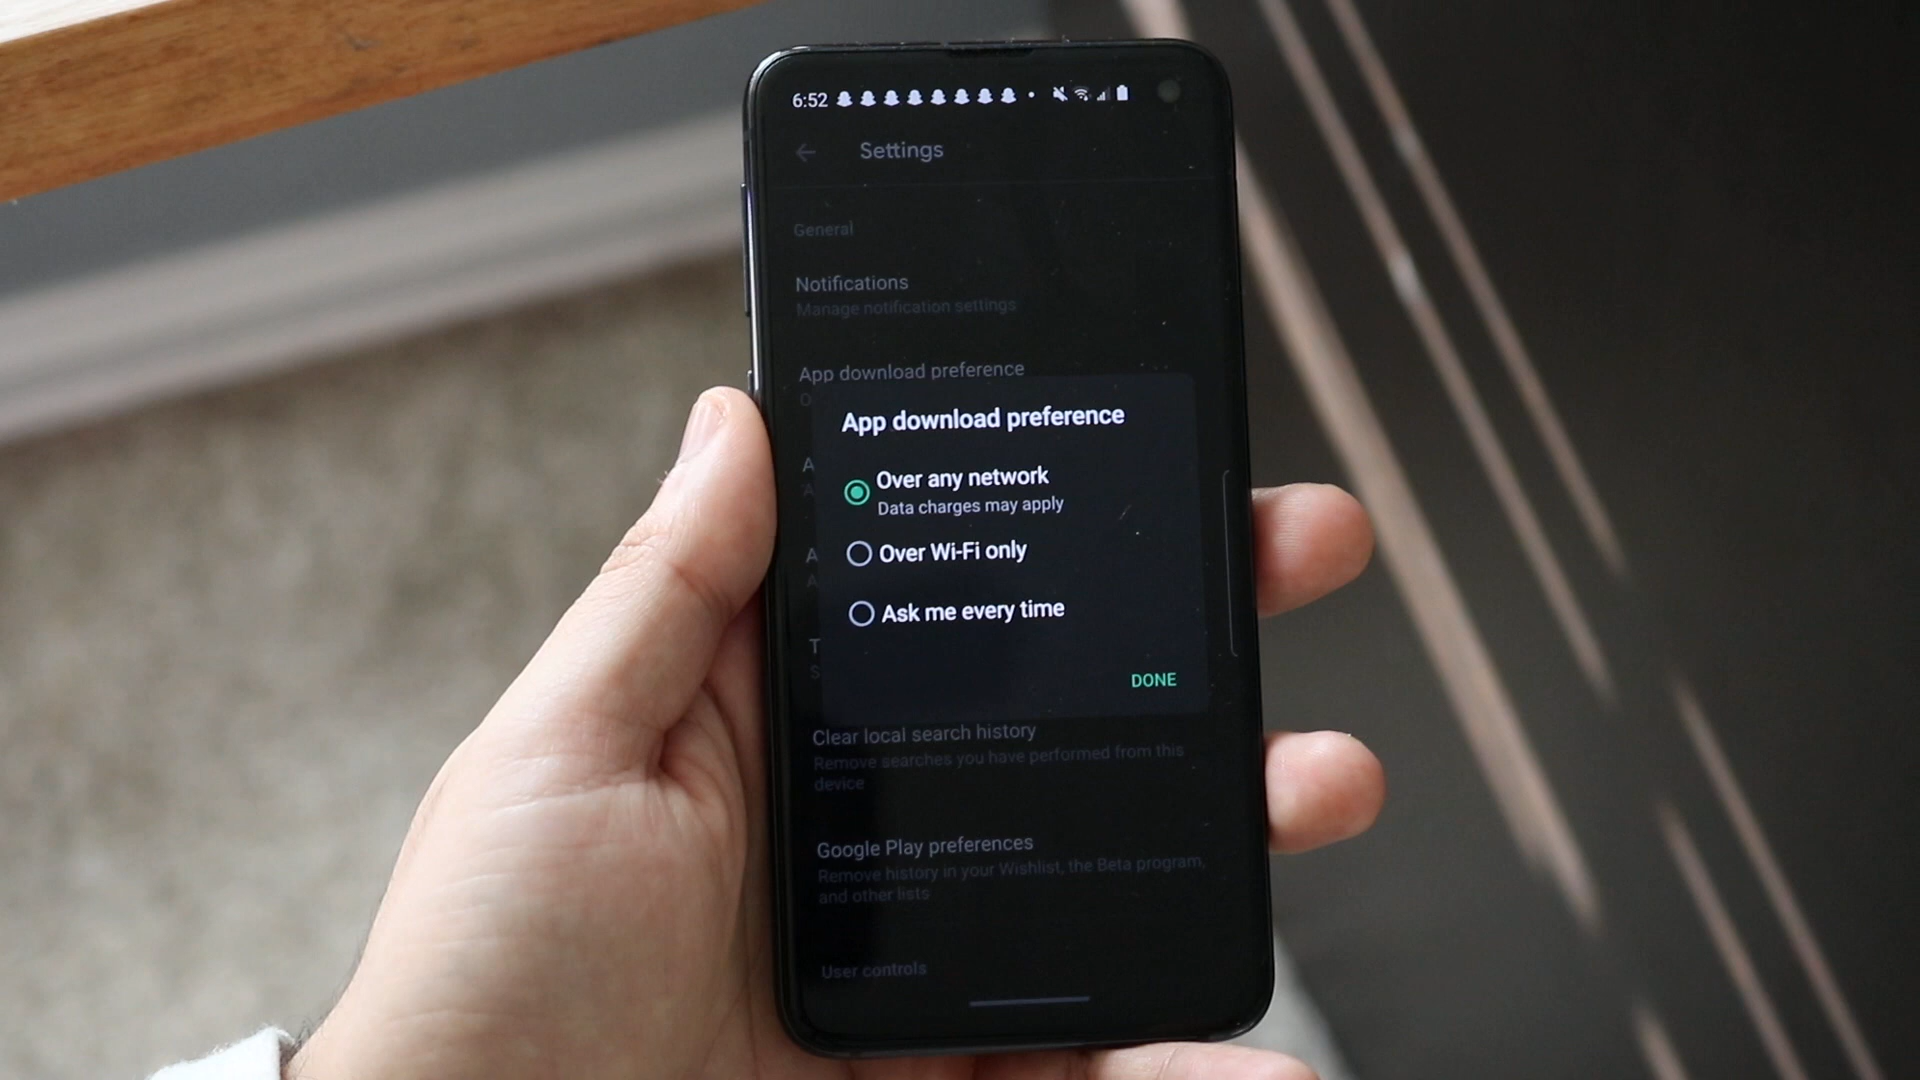 6:52
Settings
General
Notifications
Manage notification settings
App download preference
O
App download preference
A
A
Over any network
Data charges may apply
Over Wi-Fi only
A
A
Ask me every time
T
S
DONE
Clear local search history
Remove searches you have performed from this
device
Google Play preferences
Remove history in your Wishlist, the Beta program,
and other lists
User controls